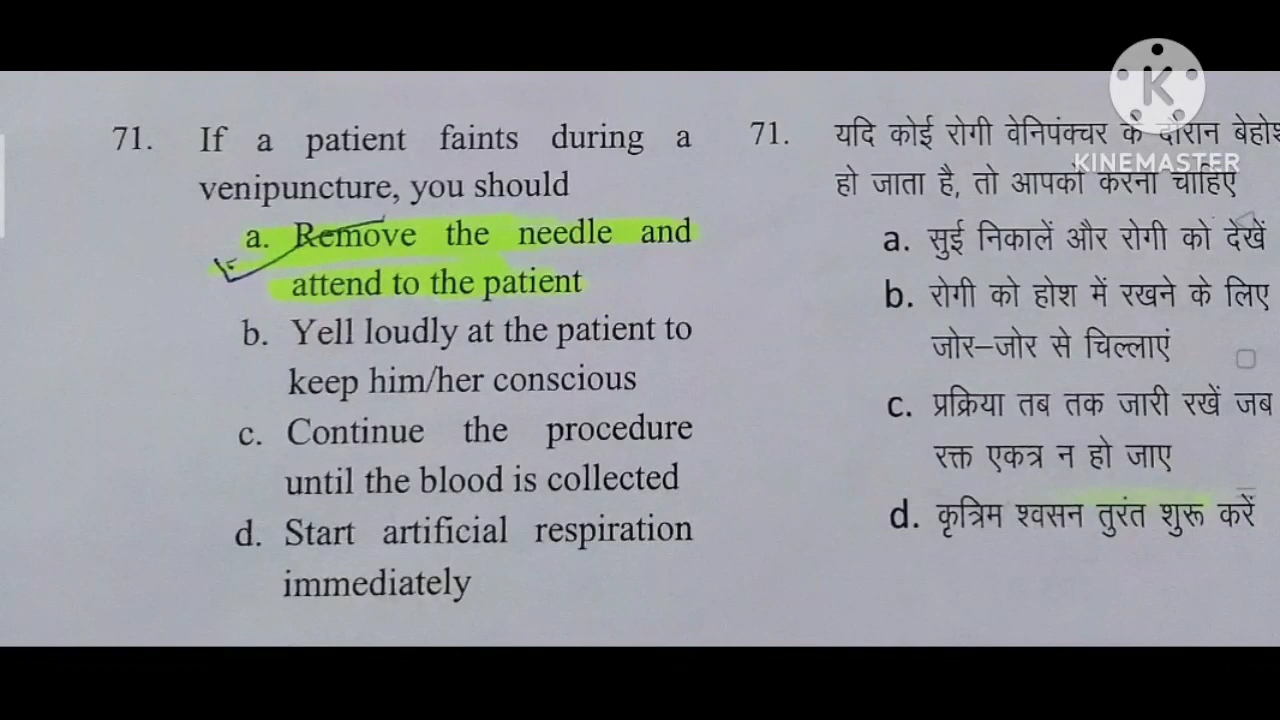 71. If a patient faints during a
venipuncture, you should
a. Remove the needle and
attend to the patient
b. Yell loudly at the patient to
keep him/her conscious
c. Continue the procedure
until the blood is collected
d. Start artificial respiration
immediately
71. यदि कोई रोगी वेनिपंक्चर के दौरान बेहोश
हो जाता है, तो आपको करना चाहिए
a. सुई निकालें और रोगी को देखें
b. रोगी को होश में रखने के लिए
जोर–जोर से चिल्लाएं
c. प्रक्रिया तब तक जारी रखें जब
रक्त एकत्र न हो जाए
d. कृत्रिम श्वसन तुरंत शुरू करें
K
KINEMASTER